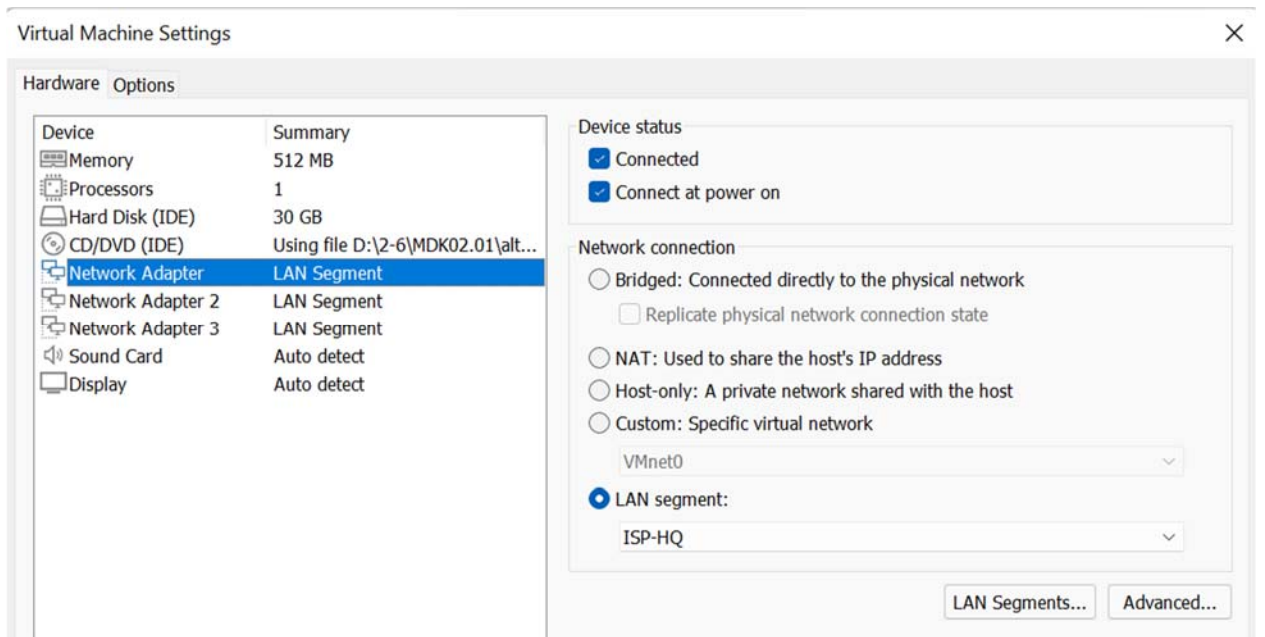 Virtual Machine Settings
Hardware Options
Device Summary
Memory 512 MB
Processors 1
Hard Disk (IDE) 30 GB
CD/DVD (IDE) Using file D:\2-6\MDK02.01\alt...
Network Adapter LAN Segment
Network Adapter 2 LAN Segment
Network Adapter 3 LAN Segment
Sound Card Auto detect
Display Auto detect
Device status
Connected
Connect at power on
Network connection
Bridged: Connected directly to the physical network
Replicate physical network connection state
NAT: Used to share the host's IP address
Host-only: A private network shared with the host
Custom: Specific virtual network
VMnet0
LAN segment:
ISP-HQ
LAN Segments... Advanced...